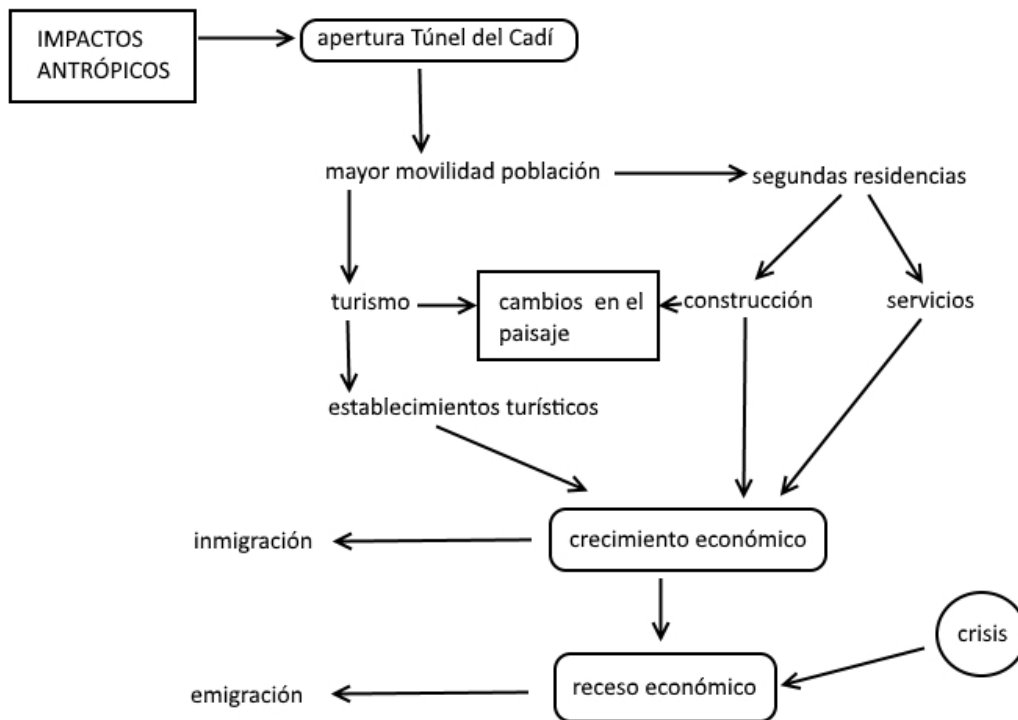 IMPACTOS
ANTRÓPICOS
apertura Túnel del Cadí
mayor movilidad población
segundas residencias
turismo
cambios en el
paisaje
construcción
servicios
establecimientos turísticos
inmigración
crecimiento económico
crisis
emigración
receso económico